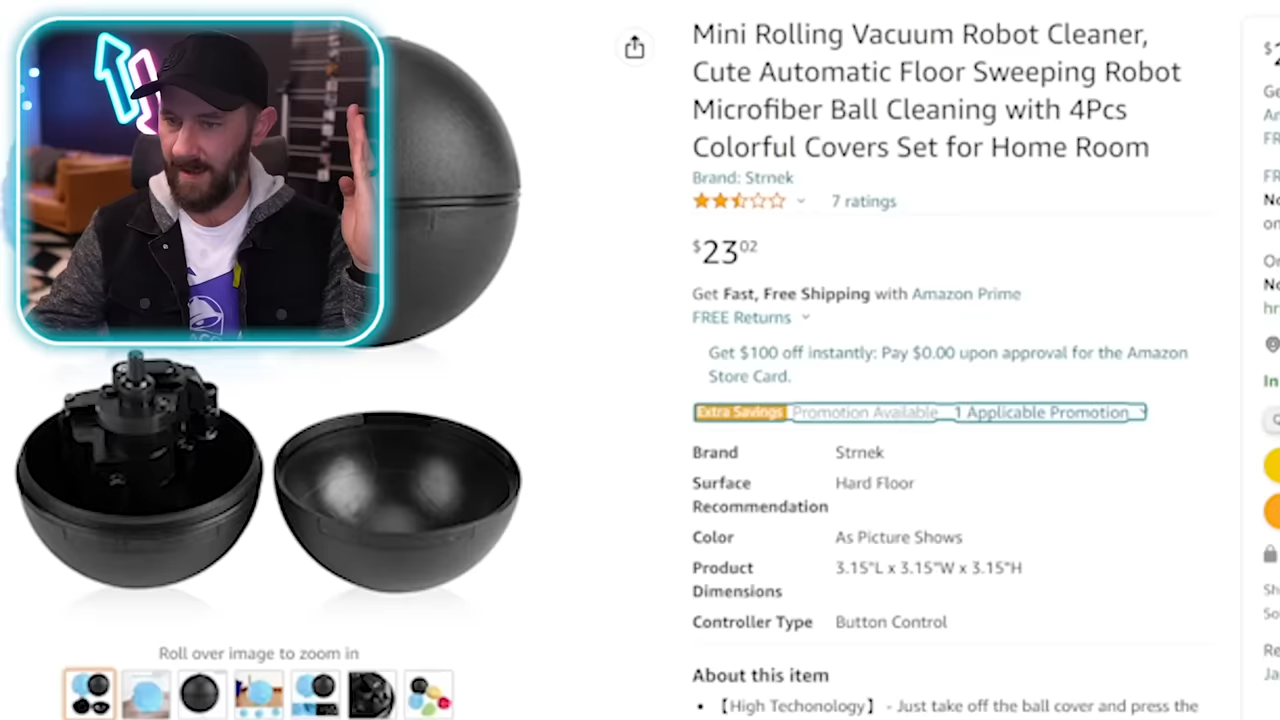 Mini Rolling Vacuum Robot Cleaner,
Cute Automatic Floor Sweeping Robot
Microfiber Ball Cleaning with 4Pcs
Colorful Covers Set for Home Room
Brand: Strnek
7 ratings
$23.02
Get Fast, Free Shipping with Amazon Prime
FREE Returns
Get $100 off instantly: Pay $0.00 upon approval for the Amazon
Store Card.
Extra Savings Promotion Available 1 Applicable Promotion
Brand Strnek
Surface Hard Floor
Recommendation
Color As Picture Shows
Product 3.15"L x 3.15"W x 3.15"H
Dimensions
Controller Type Button Control
About this item
• 【High Techonology】 - Just take off the ball cover and press the
Roll over image to zoom in